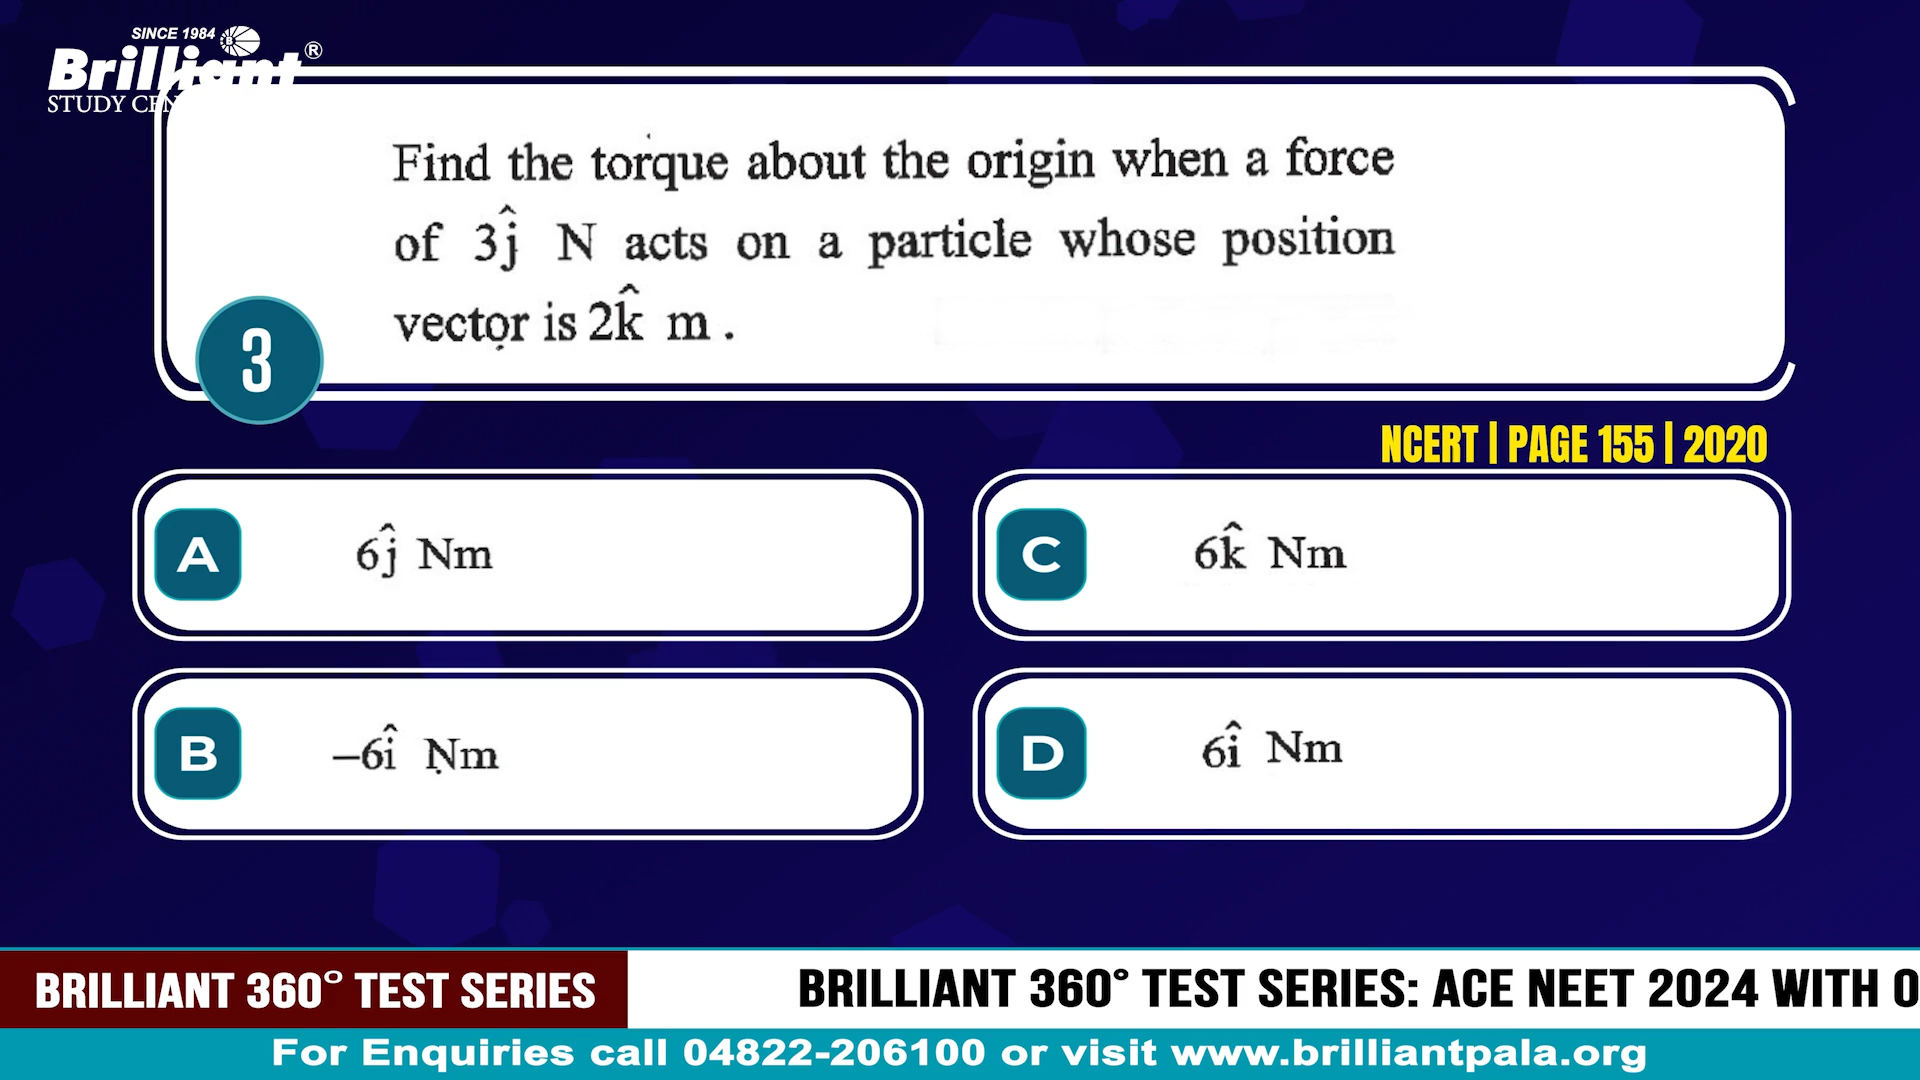 SINCE 1984
Brilliant®
STUDY CEN
Find the torque about the origin when a force
of 3ĵ N acts on a particle whose position
vector is 2k̂ m.
3
NCERT | PAGE 155 | 2020
A 6ĵ Nm
C 6k̂ Nm
B −6î Nm
D 6î Nm
BRILLIANT 360° TEST SERIES
BRILLIANT 360° TEST SERIES: ACE NEET 2024 WITH O
For Enquiries call 04822-206100 or visit www.brilliantpala.org